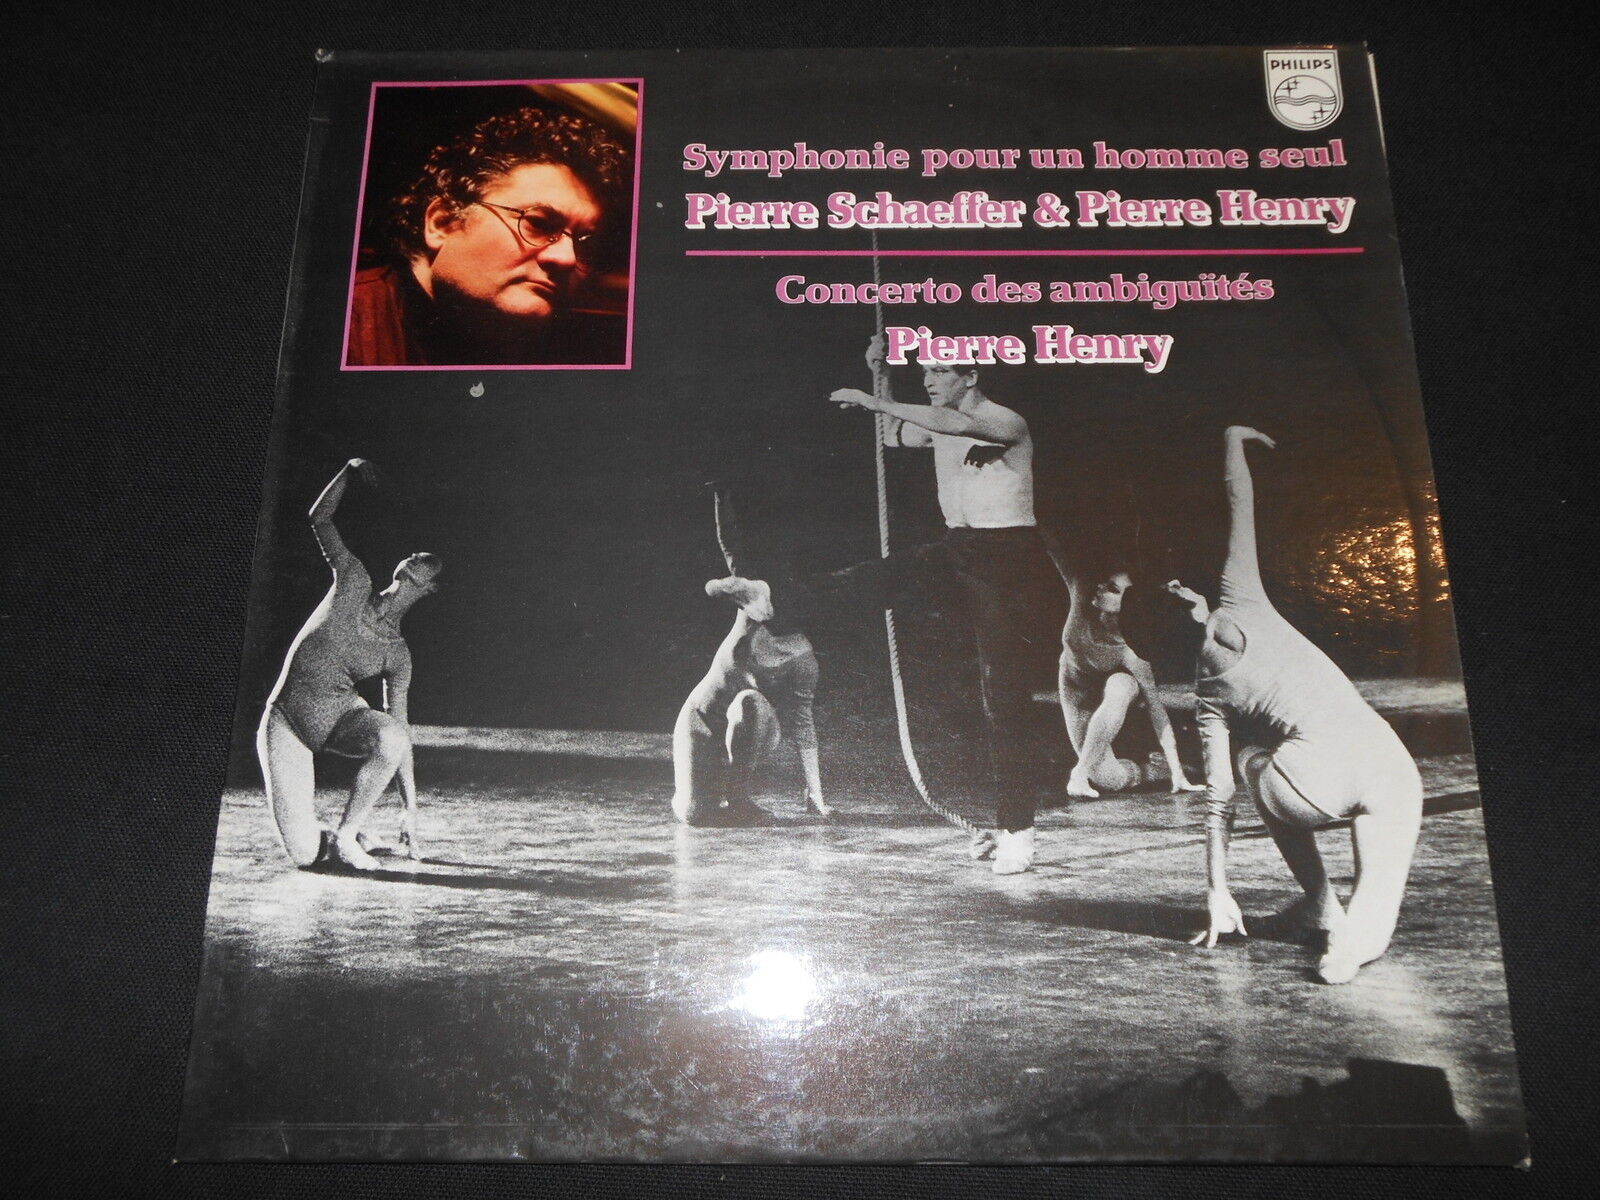 PHILIPS
Symphonie pour un homme seul
Pierre Schaeffer & Pierre Henry
Concerto des ambiguïtés
Pierre Henry